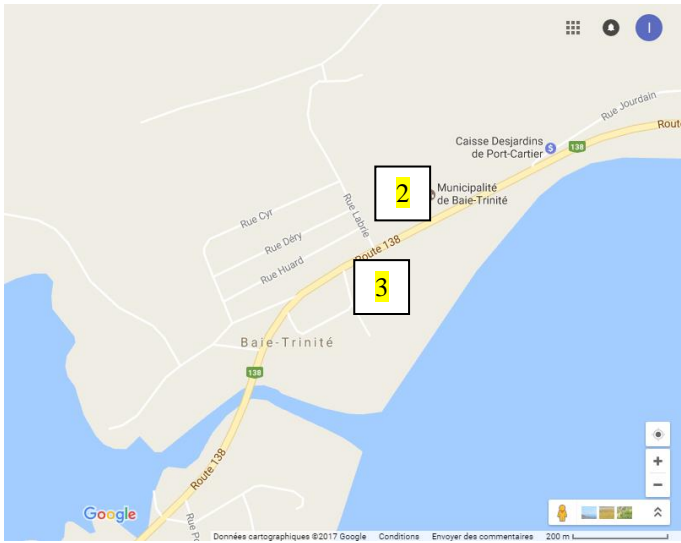 I
Rue Jourdain
Route
138
Caisse Desjardins
de Port-Cartier
$
2
Municipalité
de Baie-Trinité
Rue Cyr
Rue Labrie
Rue Déry
Route 138
Rue Huard
3
Baie-Trinité
138
Route 138
Google
Données cartographiques ©2017 Google Conditions Envoyer des commentaires 200 m